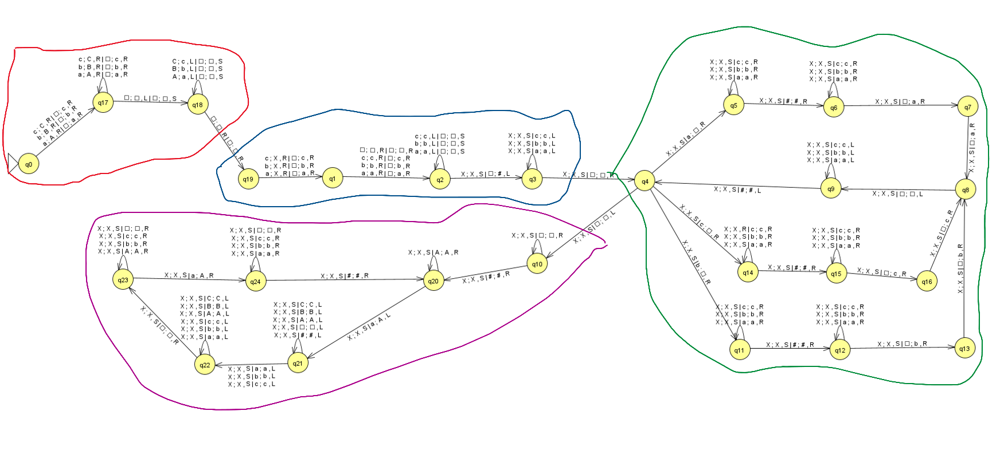 c;C,R|□;c,R
b;B,R|□;b,R
a;A,R|□;a,R
C;c,L|□;□,S
B;b,L|□;□,S
A;a,L|□;□,S
q17
□;□,L|□;□,S
q18
c;C,R|□;c,R
b;B,R|□;b,R
a;A,R|□;a,R
q0
□;□,R|□;□,R
c;X,R|□;c,R
b;X,R|□;b,R
a;X,R|□;a,R
q19
q1
□;□,R|□;□,R
c;c,R|□;c,R
b;b,R|□;b,R
a;a,R|□;a,R
c;c,L|□;□,S
b;b,L|□;□,S
a;a,L|□;□,S
q2
X;X,S|□;#,L
X;X,S|c;c,L
X;X,S|b;b,L
X;X,S|a;a,L
q3
X;X,S|□;□,R
q4
X;X,S|a;□,R
X;X,S|c;c,R
X;X,S|b;b,R
X;X,S|a;a,R
q5
X;X,S|#;#,R
X;X,S|c;c,R
X;X,S|b;b,R
X;X,S|a;a,R
q6
X;X,S|□;a,R
q7
X;X,S|□;a,R
q8
X;X,S|□;□,L
X;X,S|c;c,L
X;X,S|b;b,L
X;X,S|a;a,L
q9
X;X,S|#;#,L
X;X,S|c;□,R
X;X,R|c;c,R
X;X,S|b;b,R
X;X,S|a;a,R
q14
X;X,S|#;#,R
X;X,S|c;c,R
X;X,S|b;b,R
X;X,S|a;a,R
q15
X;X,S|□;c,R
q16
X;X,S|□;c,R
X;X,S|b;□,R
X;X,S|c;c,R
X;X,S|b;b,R
X;X,S|a;a,R
q11
X;X,S|#;#,R
X;X,S|c;c,R
X;X,S|b;b,R
X;X,S|a;a,R
q12
X;X,S|□;b,R
q13
X;X,S|□;b,R
X;X,S|□;□,L
X;X,S|□;□,R
q10
X;X,S|#;#,R
X;X,S|A;A,R
q20
X;X,S|a;A,L
X;X,S|C;C,L
X;X,S|B;B,L
X;X,S|A;A,L
X;X,S|□;□,L
X;X,S|#;#,L
q21
X;X,S|a;a,L
X;X,S|b;b,L
X;X,S|c;c,L
X;X,S|C;C,L
X;X,S|B;B,L
X;X,S|A;A,L
X;X,S|c;c,L
X;X,S|b;b,L
X;X,S|a;a,L
q22
X;X,S|□;□,R
X;X,S|□;□,R
X;X,S|c;c,R
X;X,S|b;b,R
X;X,S|A;A,R
q23
X;X,S|a;A,R
X;X,S|□;□,R
X;X,S|c;c,R
X;X,S|b;b,R
X;X,S|a;a,R
q24
X;X,S|#;#,R